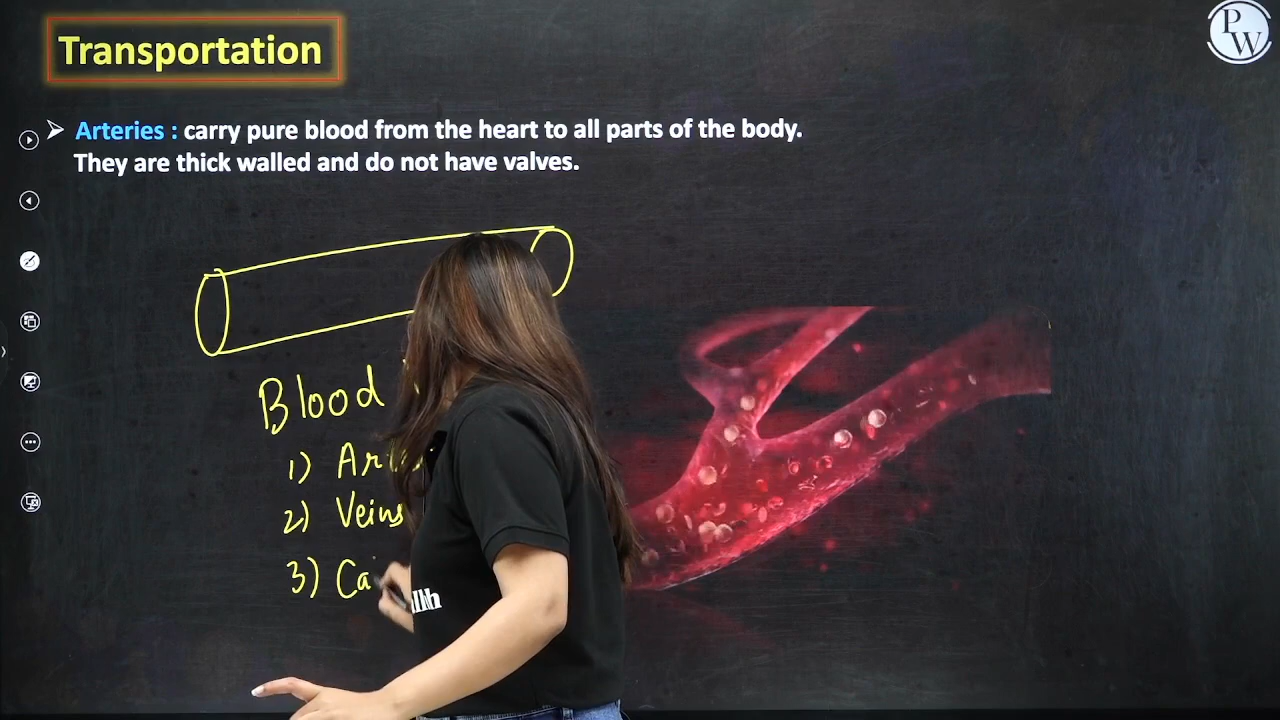 Transportation
PW
➤ Arteries : carry pure blood from the heart to all parts of the body.
They are thick walled and do not have valves.
Blood
1)
2) Veins
3) Ca